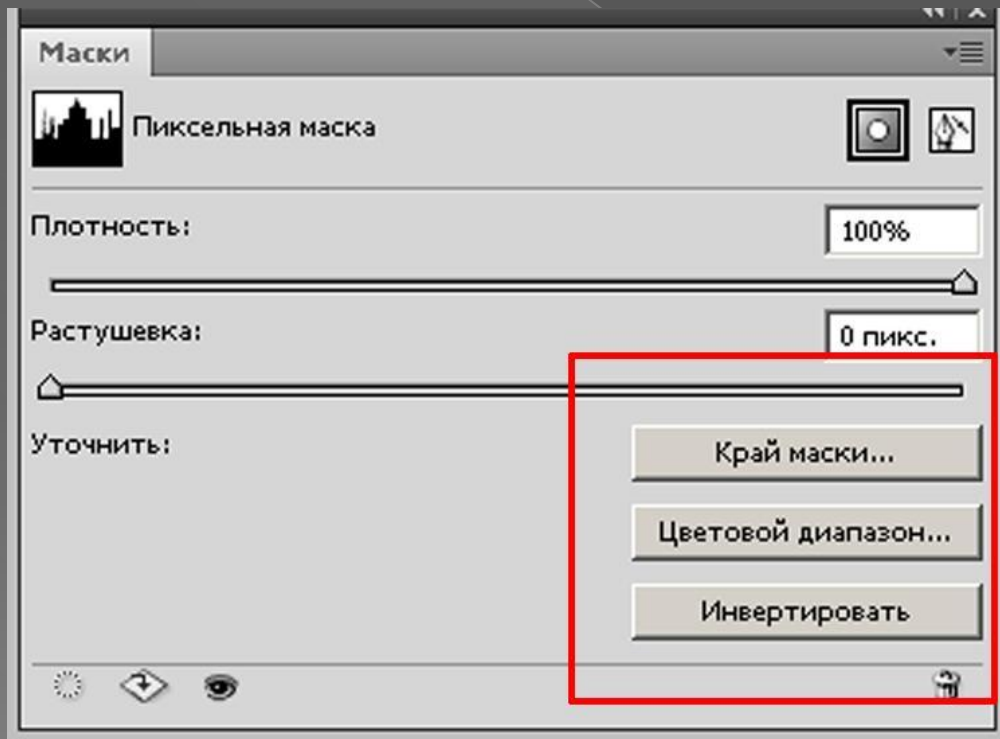 Маски
Пиксельная маска
Плотность:
100%
Растушевка:
0 пикс.
Уточнить:
Край маски...
Цветовой диапазон...
Инвертировать